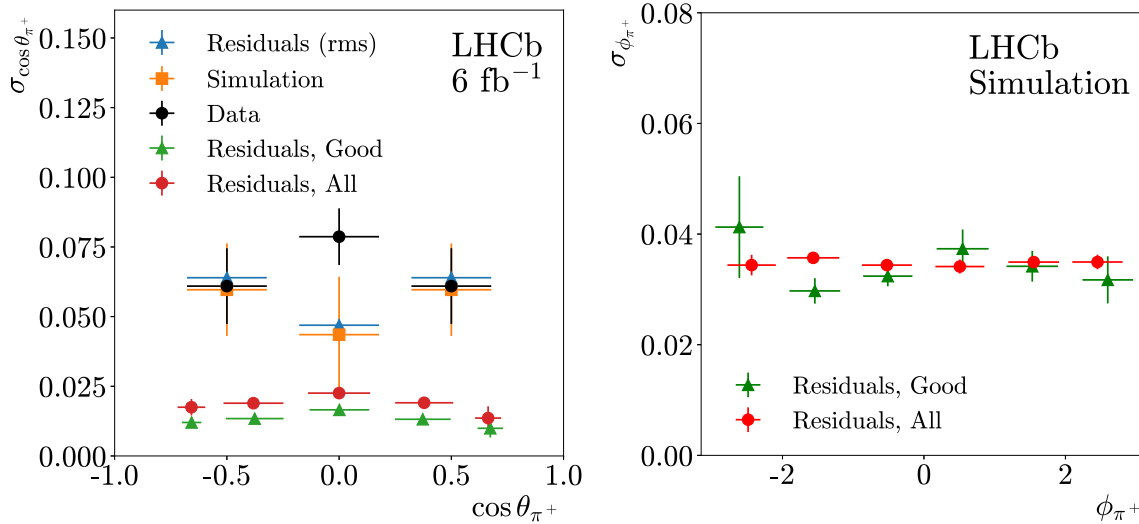 σcos θπ+
0.150
0.125
0.100
0.075
0.050
0.025
0.000
-1.0 -0.5 0.0 0.5 1.0
cos θπ+
Residuals (rms)
Simulation
Data
Residuals, Good
Residuals, All
LHCb
6 fb−1
σϕπ+
0.08
0.06
0.04
0.02
0.00
-2 0 2
ϕπ+
LHCb
Simulation
Residuals, Good
Residuals, All